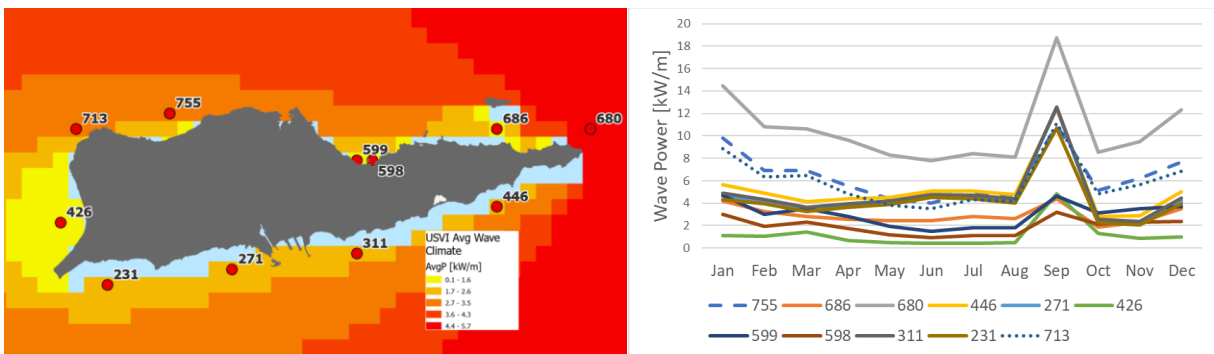 755
713
686
680
599
598
446
426
311
271
231
USVI Avg Wave
Climate
AvgP [kW/m]
0.1 - 1.6
1.7 - 2.6
2.7 - 3.5
3.6 - 4.3
4.4 - 5.7
Wave Power [kW/m]
20
18
16
14
12
10
8
6
4
2
0
Jan Feb Mar Apr May Jun Jul Aug Sep Oct Nov Dec
755 686 680 446 271 426
599 598 311 231 713